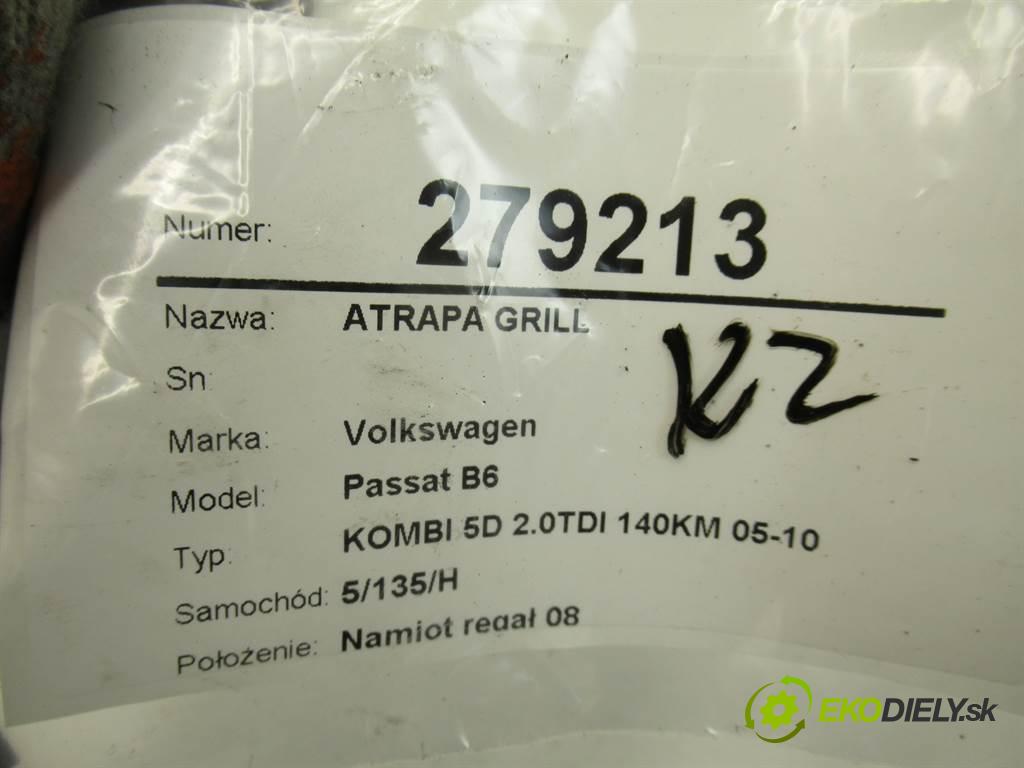 Numer: 279213
Nazwa: ATRAPA GRILL
Sn:
Marka: Volkswagen
Model: Passat B6
Typ: KOMBI 5D 2.0TDI 140KM 05-10
Samochód: 5/135/H
Położenie: Namiot regał 08
EKODIELY.sk